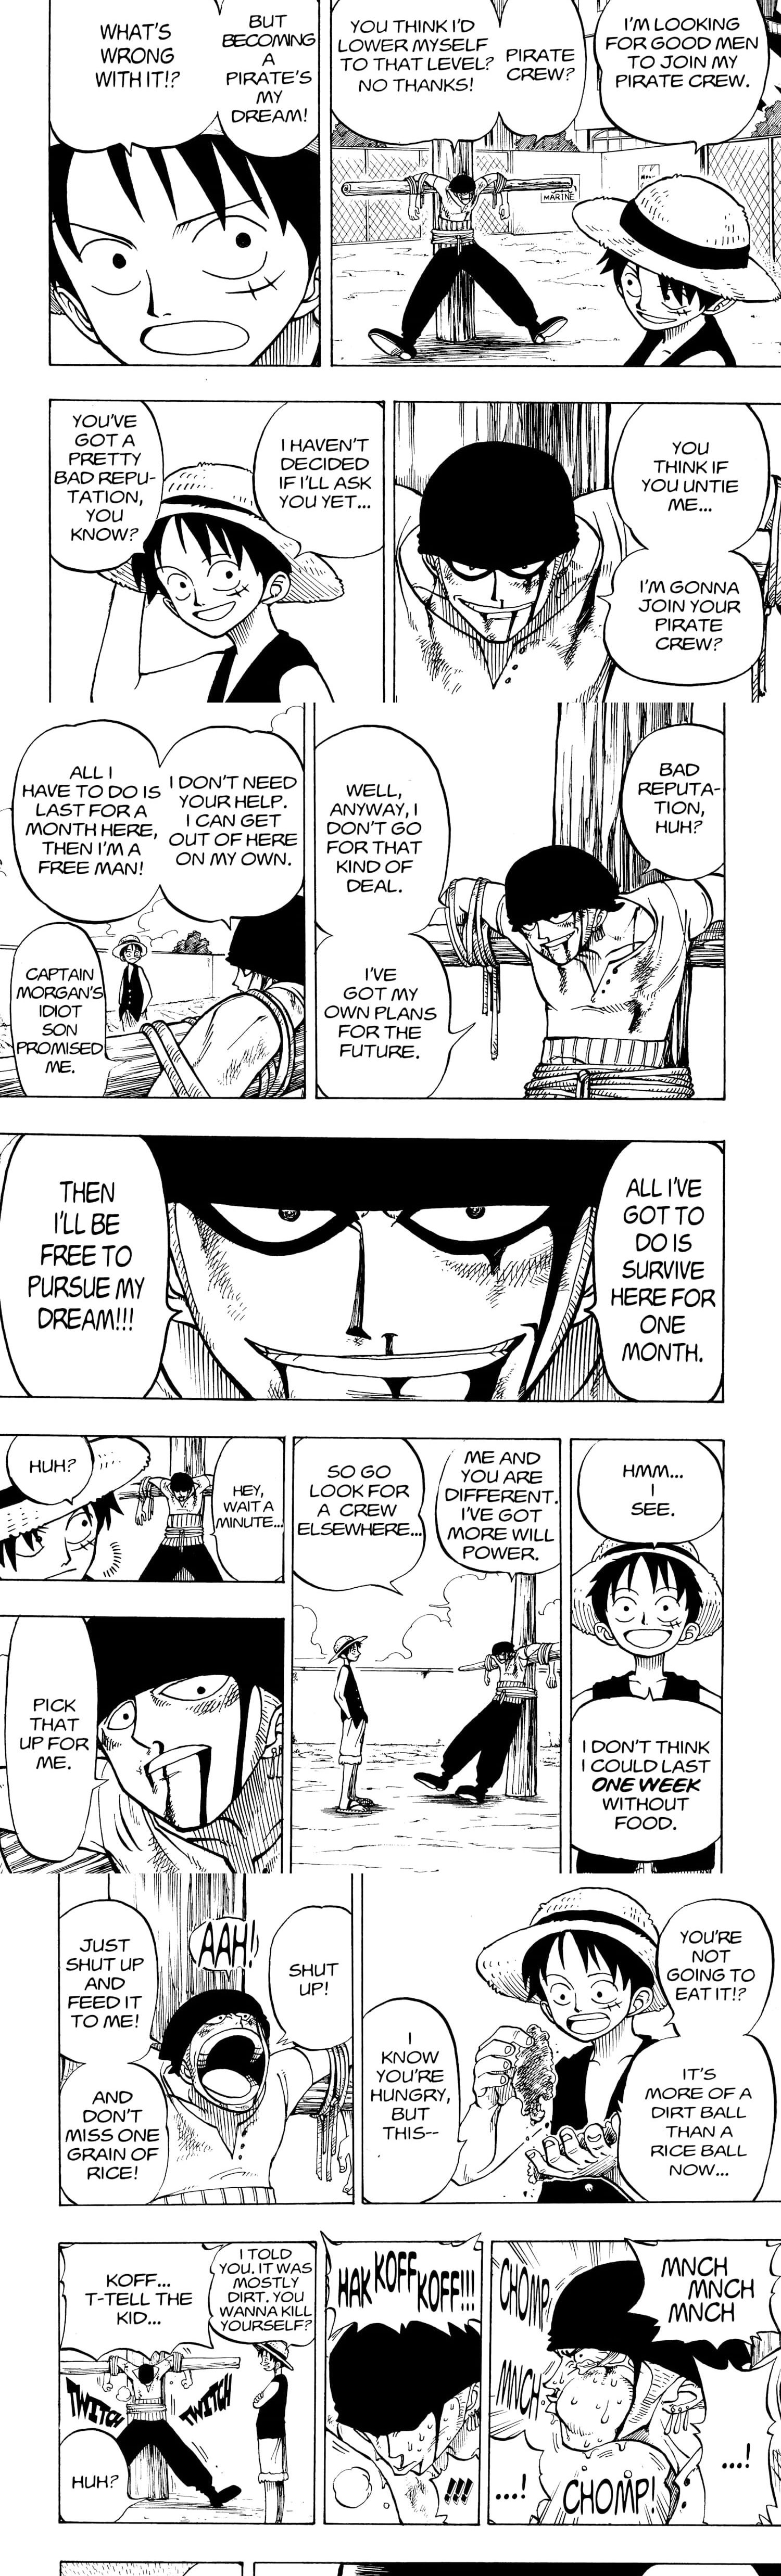 I'M LOOKING
FOR GOOD MEN
TO JOIN MY
PIRATE CREW.
PIRATE
CREW?
YOU THINK I'D
LOWER MYSELF
TO THAT LEVEL?
NO THANKS!
MARINE
BUT
BECOMING
A
PIRATE'S
MY
DREAM!
WHAT'S
WRONG
WITH IT!?
YOU
THINK IF
YOU UNTIE
ME...
I'M GONNA
JOIN YOUR
PIRATE
CREW?
I HAVEN'T
DECIDED
IF I'LL ASK
YOU YET...
YOU'VE
GOT A
PRETTY
BAD REPU-
TATION,
YOU
KNOW?
BAD
REPUTA-
TION,
HUH?
WELL,
ANYWAY, I
DON'T GO
FOR THAT
KIND OF
DEAL.
I'VE
GOT MY
OWN PLANS
FOR THE
FUTURE.
I DON'T NEED
YOUR HELP.
I CAN GET
OUT OF HERE
ON MY OWN.
ALL I
HAVE TO DO IS
LAST FOR A
MONTH HERE,
THEN I'M A
FREE MAN!
CAPTAIN
MORGAN'S
IDIOT
SON
PROMISED
ME.
ALL I'VE
GOT TO
DO IS
SURVIVE
HERE FOR
ONE
MONTH.
THEN
I'LL BE
FREE TO
PURSUE MY
DREAM!!!
HMM...
I
SEE.
I DON'T THINK
I COULD LAST
ONE WEEK
WITHOUT
FOOD.
ME AND
YOU ARE
DIFFERENT.
I'VE GOT
MORE WILL
POWER.
SO GO
LOOK FOR
A CREW
ELSEWHERE...
HEY,
WAIT A
MINUTE...
HUH?
PICK
THAT
UP FOR
ME.
YOU'RE
NOT
GOING TO
EAT IT!?
IT'S
MORE OF A
DIRT BALL
THAN A
RICE BALL
NOW...
I
KNOW
YOU'RE
HUNGRY,
BUT
THIS--
SHUT
UP!
AAH!
JUST
SHUT UP
AND
FEED IT
TO ME!
AND
DON'T
MISS ONE
GRAIN OF
RICE!
MNCH
MNCH
MNCH
CHOMP
MNCH
...!
CHOMP!
...!
HAK KOFF KOFF!!!
!!!
I TOLD
YOU. IT WAS
MOSTLY
DIRT. YOU
WANNA KILL
YOURSELF?
KOFF...
T-TELL THE
KID...
TWITCH
TWITCH
HUH?